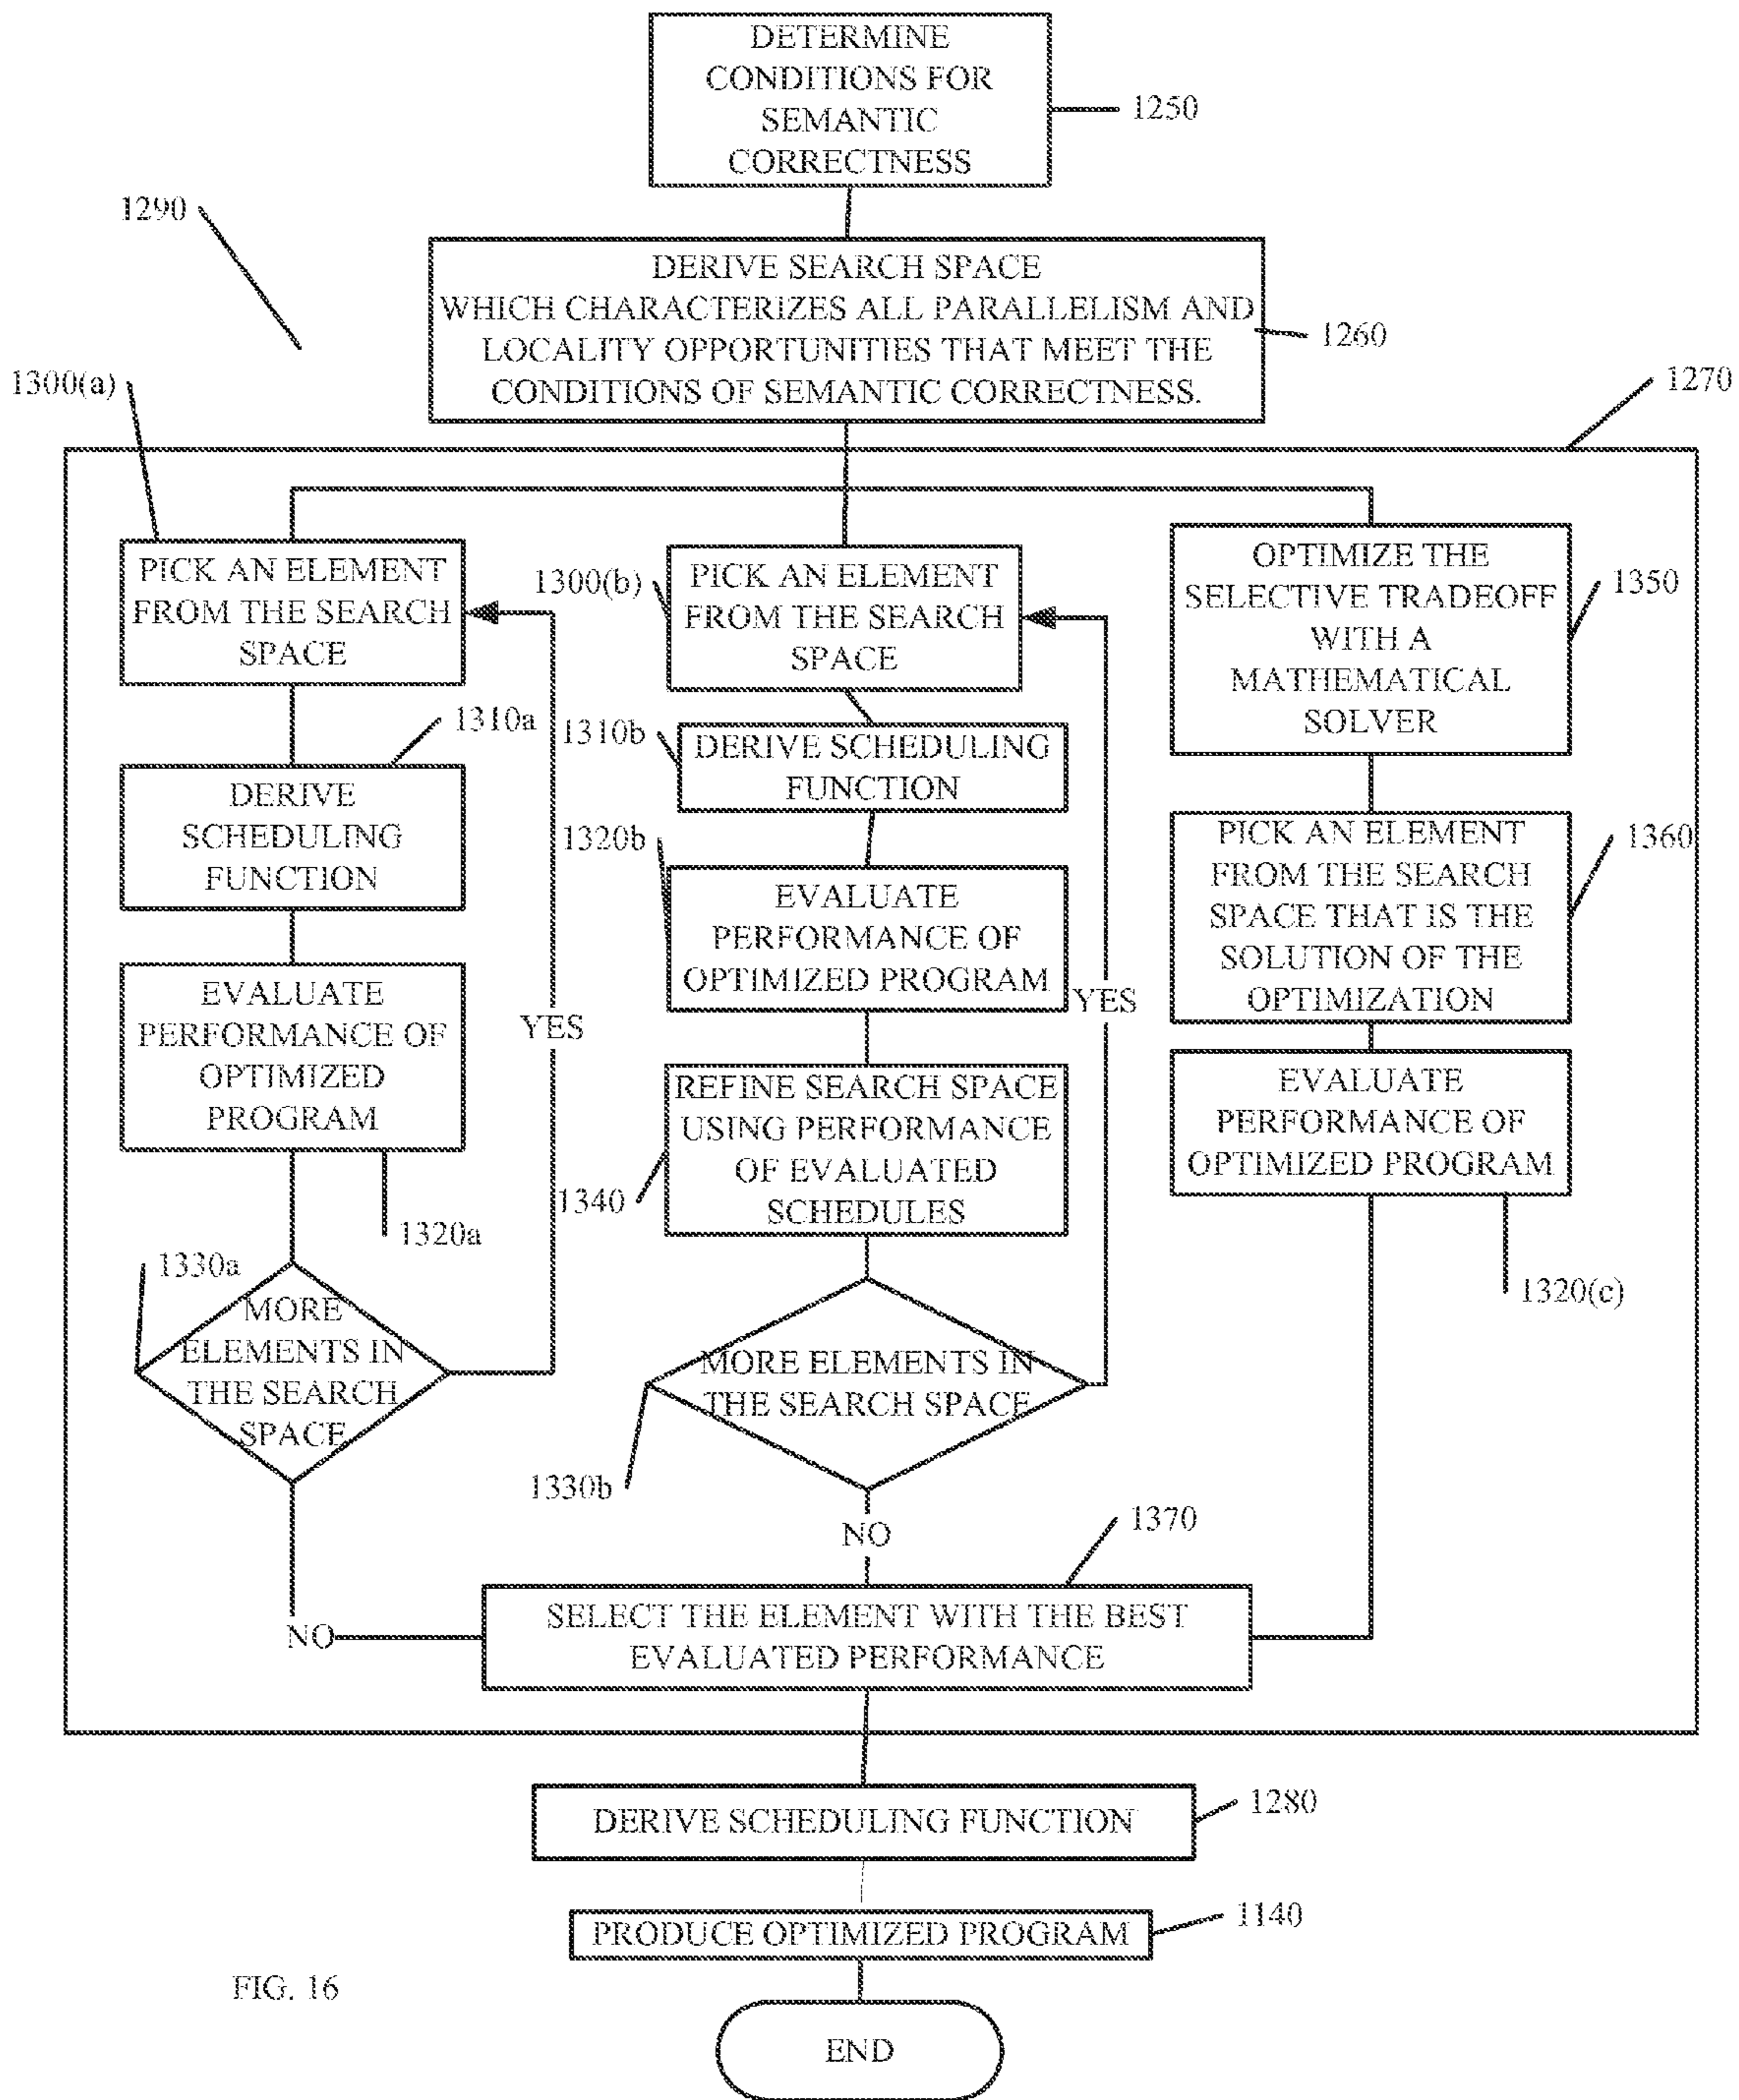 DETERMINE
CONDITIONS FOR
SEMANTIC
CORRECTNESS
1250
1290
DERIVE SEARCH SPACE
WHICH CHARACTERIZES ALL PARALLELISM AND
LOCALITY OPPORTUNITIES THAT MEET THE
CONDITIONS OF SEMANTIC CORRECTNESS.
1260
1270
1300(a)
PICK AN ELEMENT
FROM THE SEARCH
SPACE
1310a
DERIVE
SCHEDULING
FUNCTION
EVALUATE
PERFORMANCE OF
OPTIMIZED
PROGRAM
1320a
YES
1330a
MORE
ELEMENTS IN
THE SEARCH
SPACE
NO
1300(b)
PICK AN ELEMENT
FROM THE SEARCH
SPACE
1310b
DERIVE SCHEDULING
FUNCTION
1320b
EVALUATE
PERFORMANCE OF
OPTIMIZED PROGRAM
YES
REFINE SEARCH SPACE
USING PERFORMANCE
OF EVALUATED
SCHEDULES
1340
MORE ELEMENTS IN
THE SEARCH SPACE
1330b
NO
OPTIMIZE THE
SELECTIVE TRADEOFF
WITH A
MATHEMATICAL
SOLVER
1350
PICK AN ELEMENT
FROM THE SEARCH
SPACE THAT IS THE
SOLUTION OF THE
OPTIMIZATION
1360
EVALUATE
PERFORMANCE OF
OPTIMIZED PROGRAM
1320(c)
1370
SELECT THE ELEMENT WITH THE BEST
EVALUATED PERFORMANCE
DERIVE SCHEDULING FUNCTION
1280
PRODUCE OPTIMIZED PROGRAM
1140
FIG. 16
END